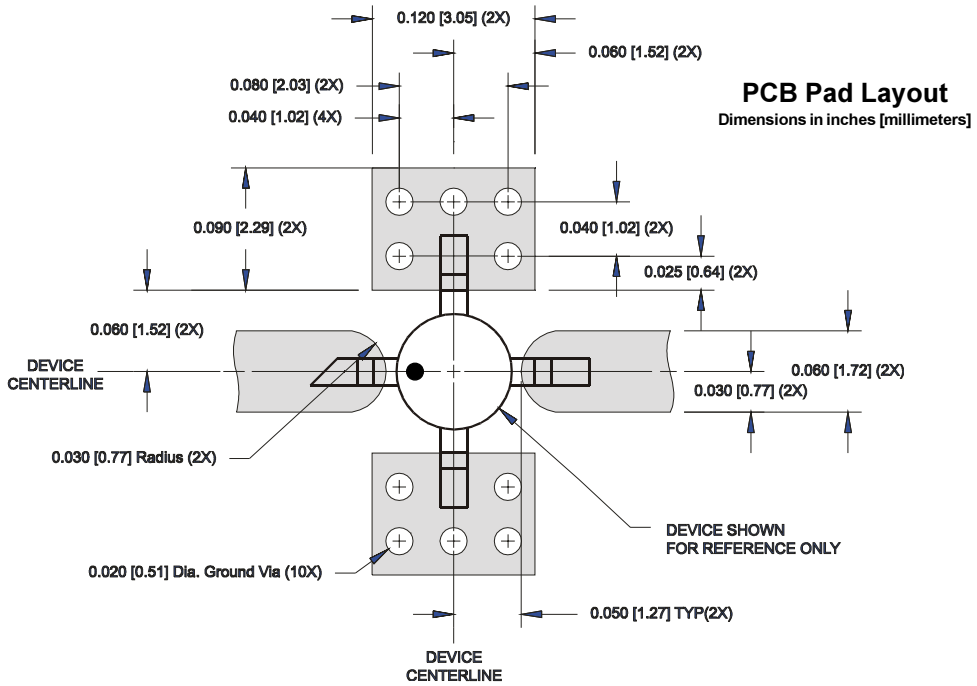 0.120 [3.05] (2X)
0.060 [1.52] (2X)
0.080 [2.03] (2X)
0.040 [1.02] (4X)
PCB Pad Layout
Dimensions in inches [millimeters]
0.090 [2.29] (2X)
0.040 [1.02] (2X)
0.025 [0.64] (2X)
0.060 [1.52] (2X)
DEVICE
CENTERLINE
0.060 [1.72] (2X)
0.030 [0.77] (2X)
0.030 [0.77] Radius (2X)
DEVICE SHOWN
FOR REFERENCE ONLY
0.020 [0.51] Dia. Ground Via (10X)
0.050 [1.27] TYP(2X)
DEVICE
CENTERLINE